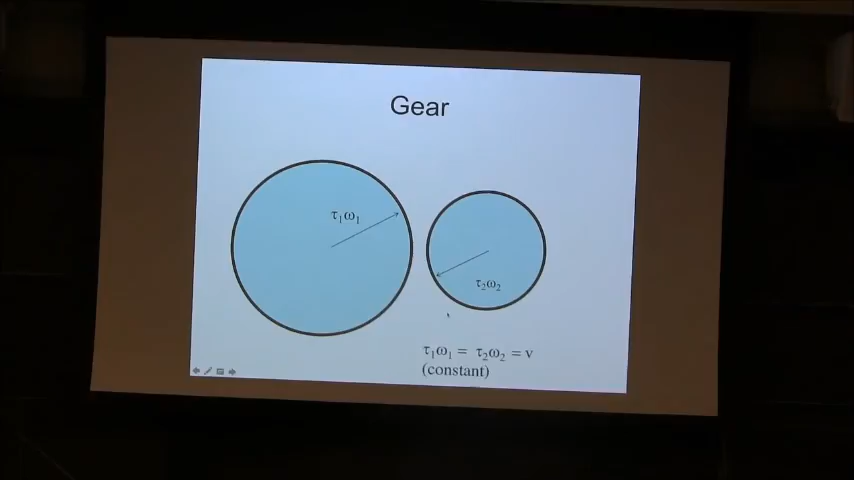 Gear
τ₁ω₁
τ₂ω₂
τ₁ω₁ = τ₂ω₂ = v
(constant)